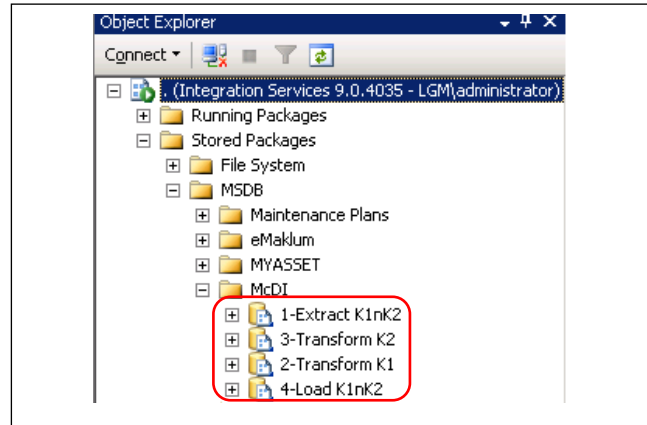 Object Explorer
Connect
. (Integration Services 9.0.4035 - LGM\administrator)
Running Packages
Stored Packages
File System
MSDB
Maintenance Plans
eMaklum
MYASSET
McDI
1-Extract K1nK2
3-Transform K2
2-Transform K1
4-Load K1nK2